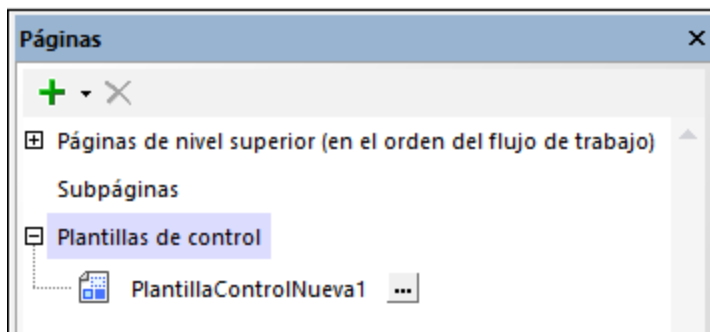 Páginas
Páginas de nivel superior (en el orden del flujo de trabajo)
Subpáginas
Plantillas de control
PlantillaControlNueva1 ...